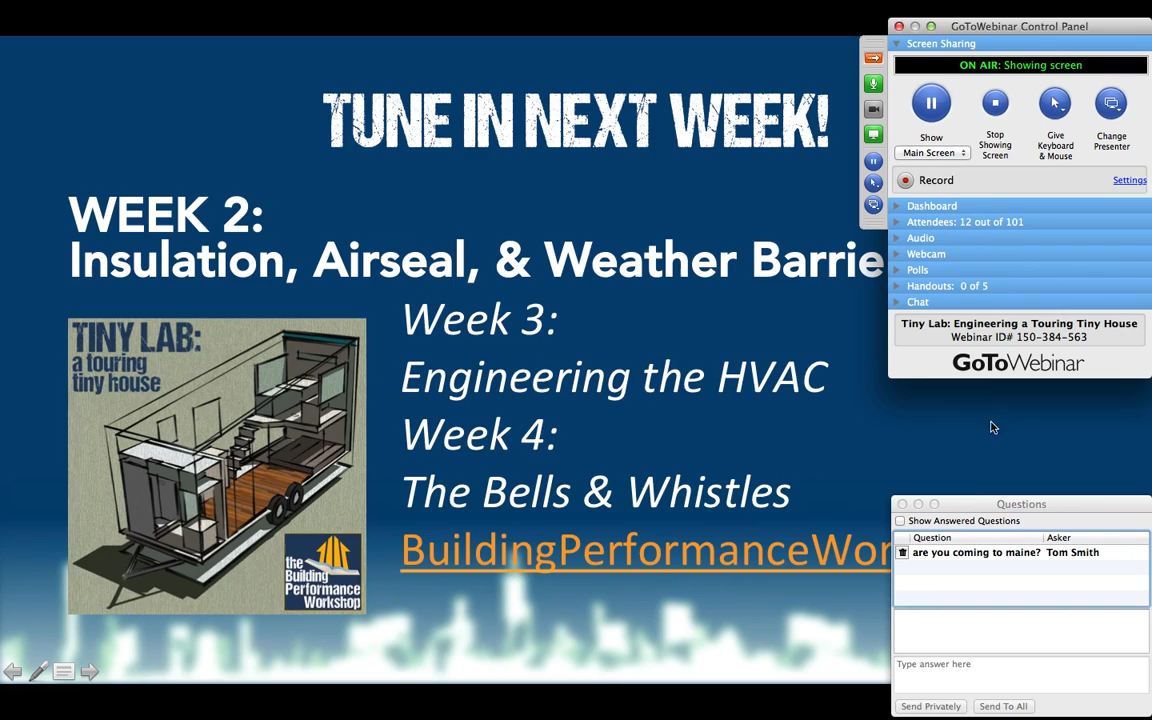 TUNE IN NEXT WEEK!
WEEK 2:
Insulation, Airseal, & Weather Barrie
Week 3:
Engineering the HVAC
Week 4:
The Bells & Whistles
BuildingPerformanceWor
TINY LAB:
a touring
tiny house
the
Building
Performance
Workshop
GoToWebinar Control Panel
Screen Sharing
ON AIR: Showing screen
Show
Main Screen
Stop
Showing
Screen
Give
Keyboard
& Mouse
Change
Presenter
Record
Settings
Dashboard
Attendees: 12 out of 101
Audio
Webcam
Polls
Handouts: 0 of 5
Chat
Tiny Lab: Engineering a Touring Tiny House
Webinar ID# 150-384-563
GoToWebinar
Questions
Show Answered Questions
Question Asker
are you coming to maine? Tom Smith
Type answer here
Send Privately Send To All